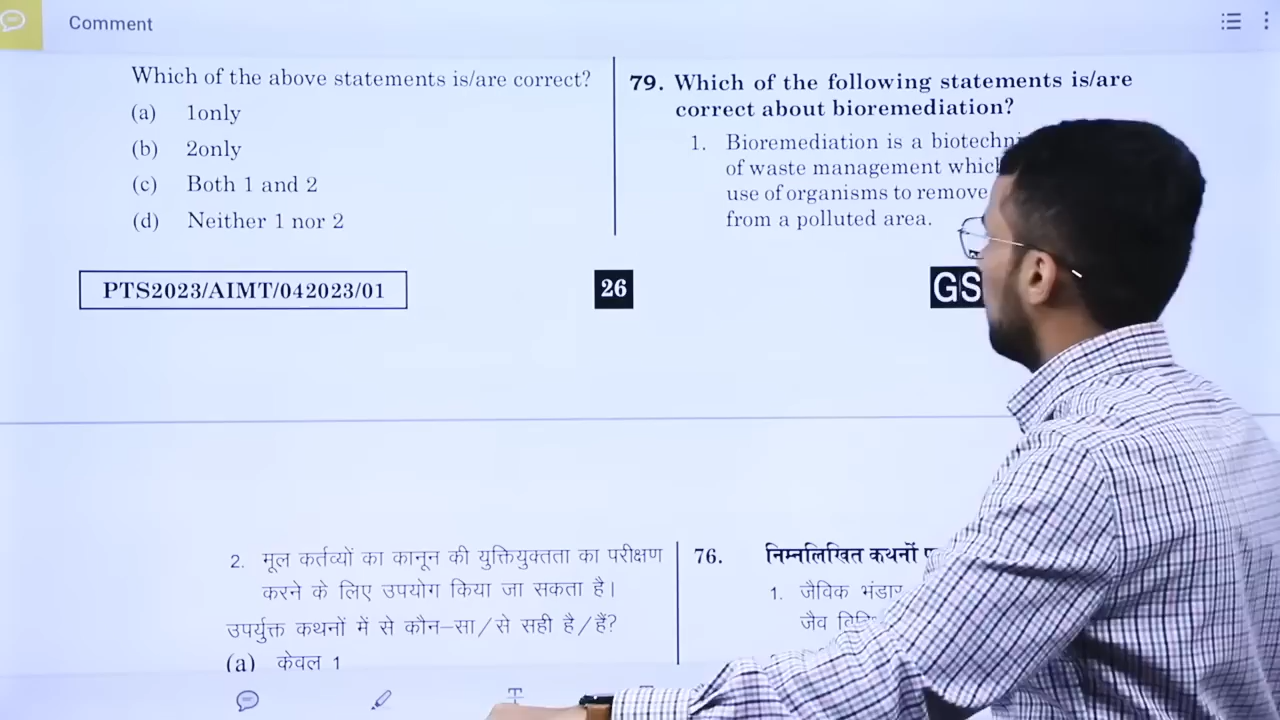 Comment
Which of the above statements is/are correct?
(a) 1only
(b) 2only
(c) Both 1 and 2
(d) Neither 1 nor 2
79. Which of the following statements is/are
correct about bioremediation?
1. Bioremediation is a
of waste management
use of organisms to remove
from a polluted area.
PTS2023/AIMT/042023/01
26
GS
2. मूल कर्तव्यों का कानून की युक्तियुक्तता का परीक्षण
करने के लिए उपयोग किया जा सकता है।
उपर्युक्त कथनों में से कौन-सा/से सही है/हैं?
(a) केवल 1
76. निम्नलिखित कथनों
1. जैविक भंडार
जैव